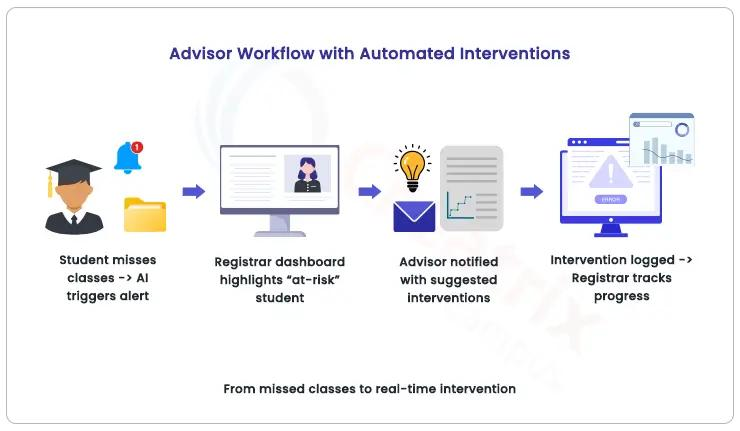 Advisor Workflow with Automated Interventions
1
Student misses
classes -> AI
triggers alert
Registrar dashboard
highlights “at-risk”
student
Advisor notified
with suggested
interventions
ERROR
Intervention logged ->
Registrar tracks
progress
From missed classes to real-time intervention